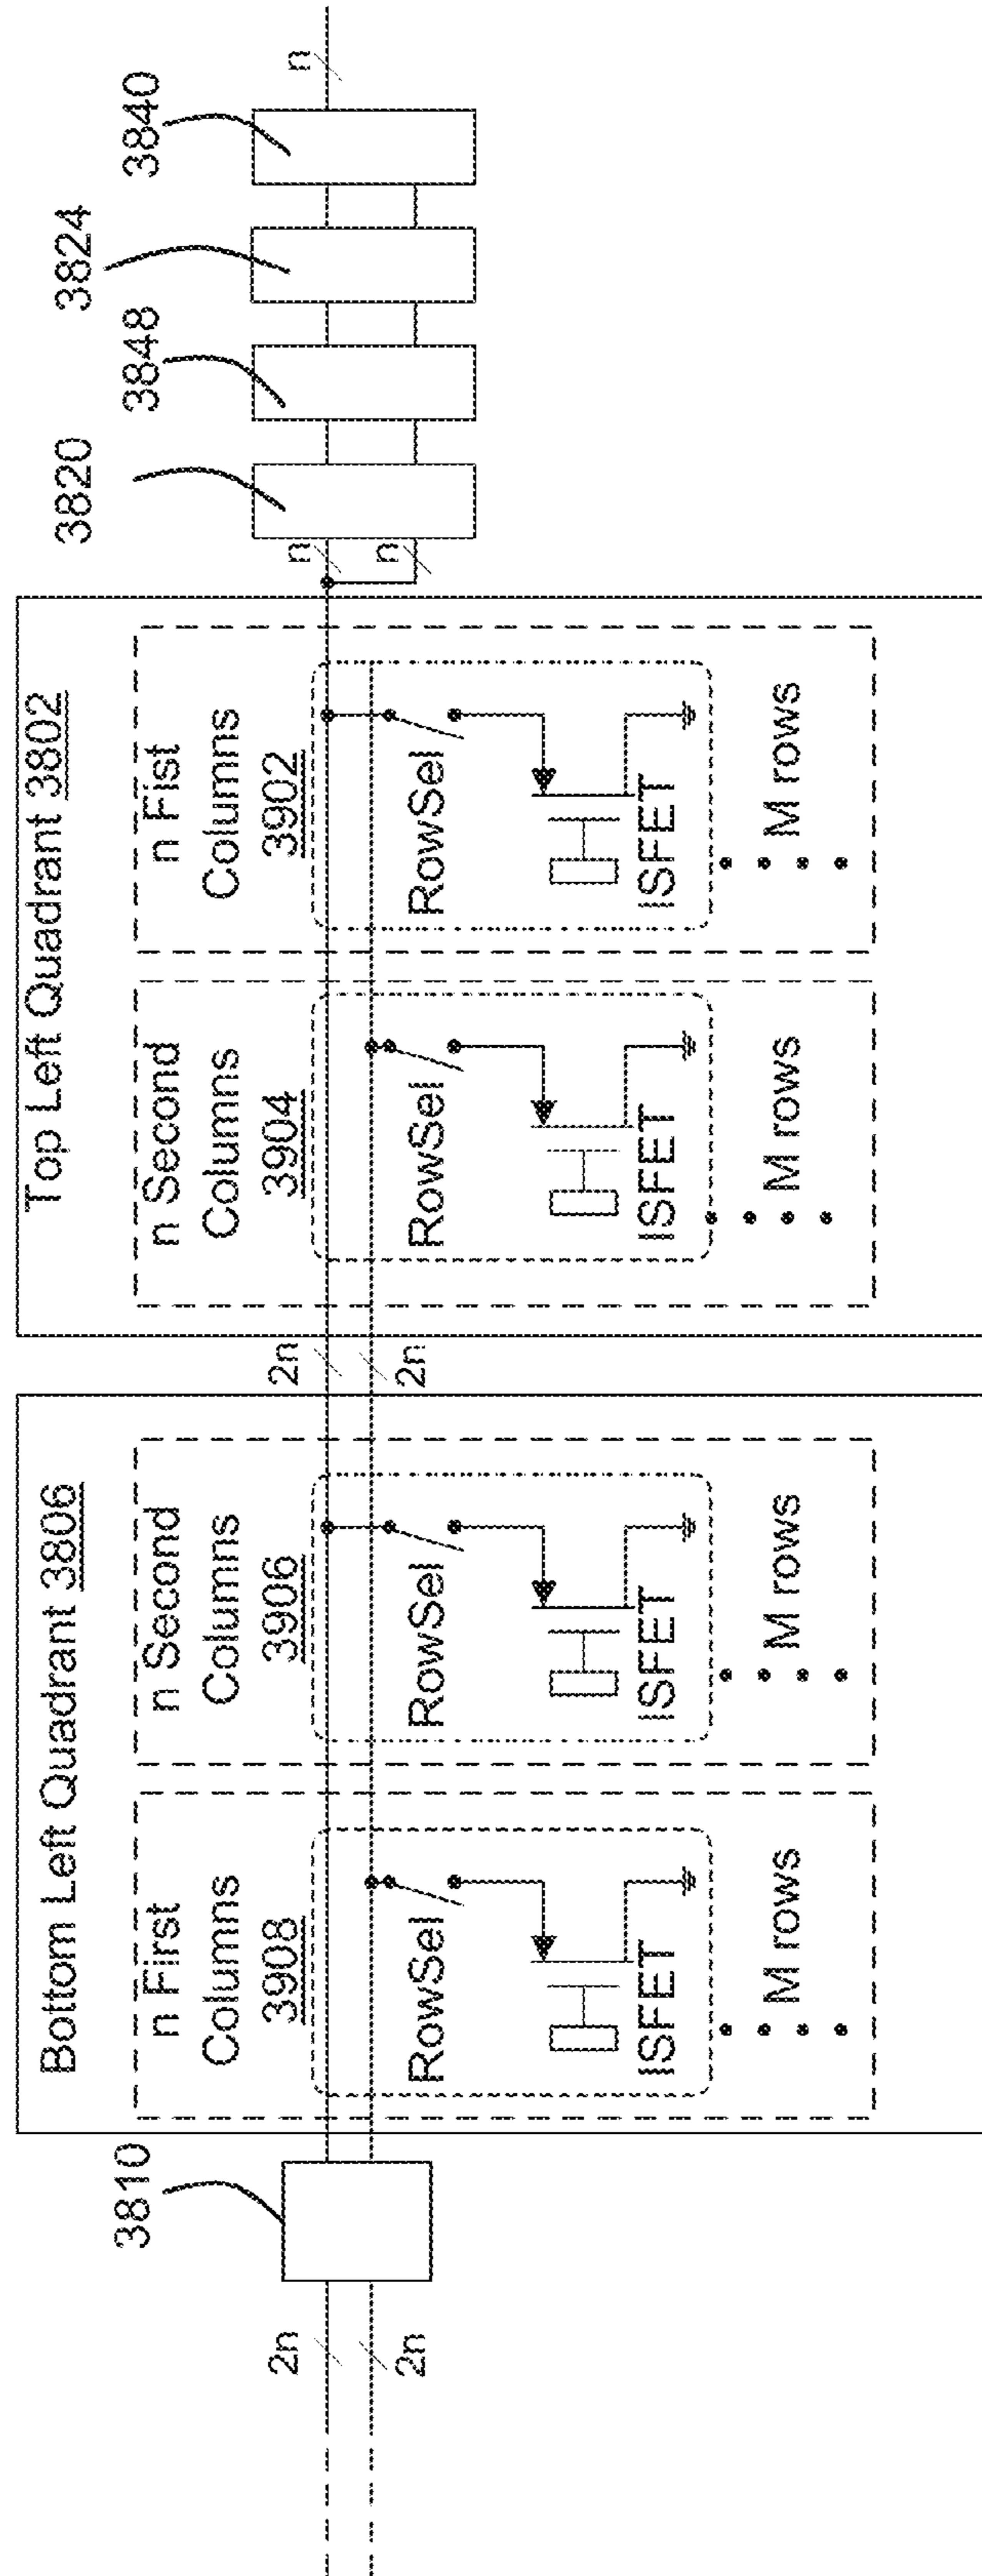 2n
2n
3810
Bottom Left Quadrant 3806
n First
Columns
3908
RowSel
ISFET
M rows
n Second
Columns
3906
RowSel
ISFET
M rows
2n
2n
Top Left Quadrant 3802
n Second
Columns
3904
RowSel
ISFET
M rows
n Fist
Columns
3902
RowSel
ISFET
M rows
n
n
3820
3848
3824
3840
n